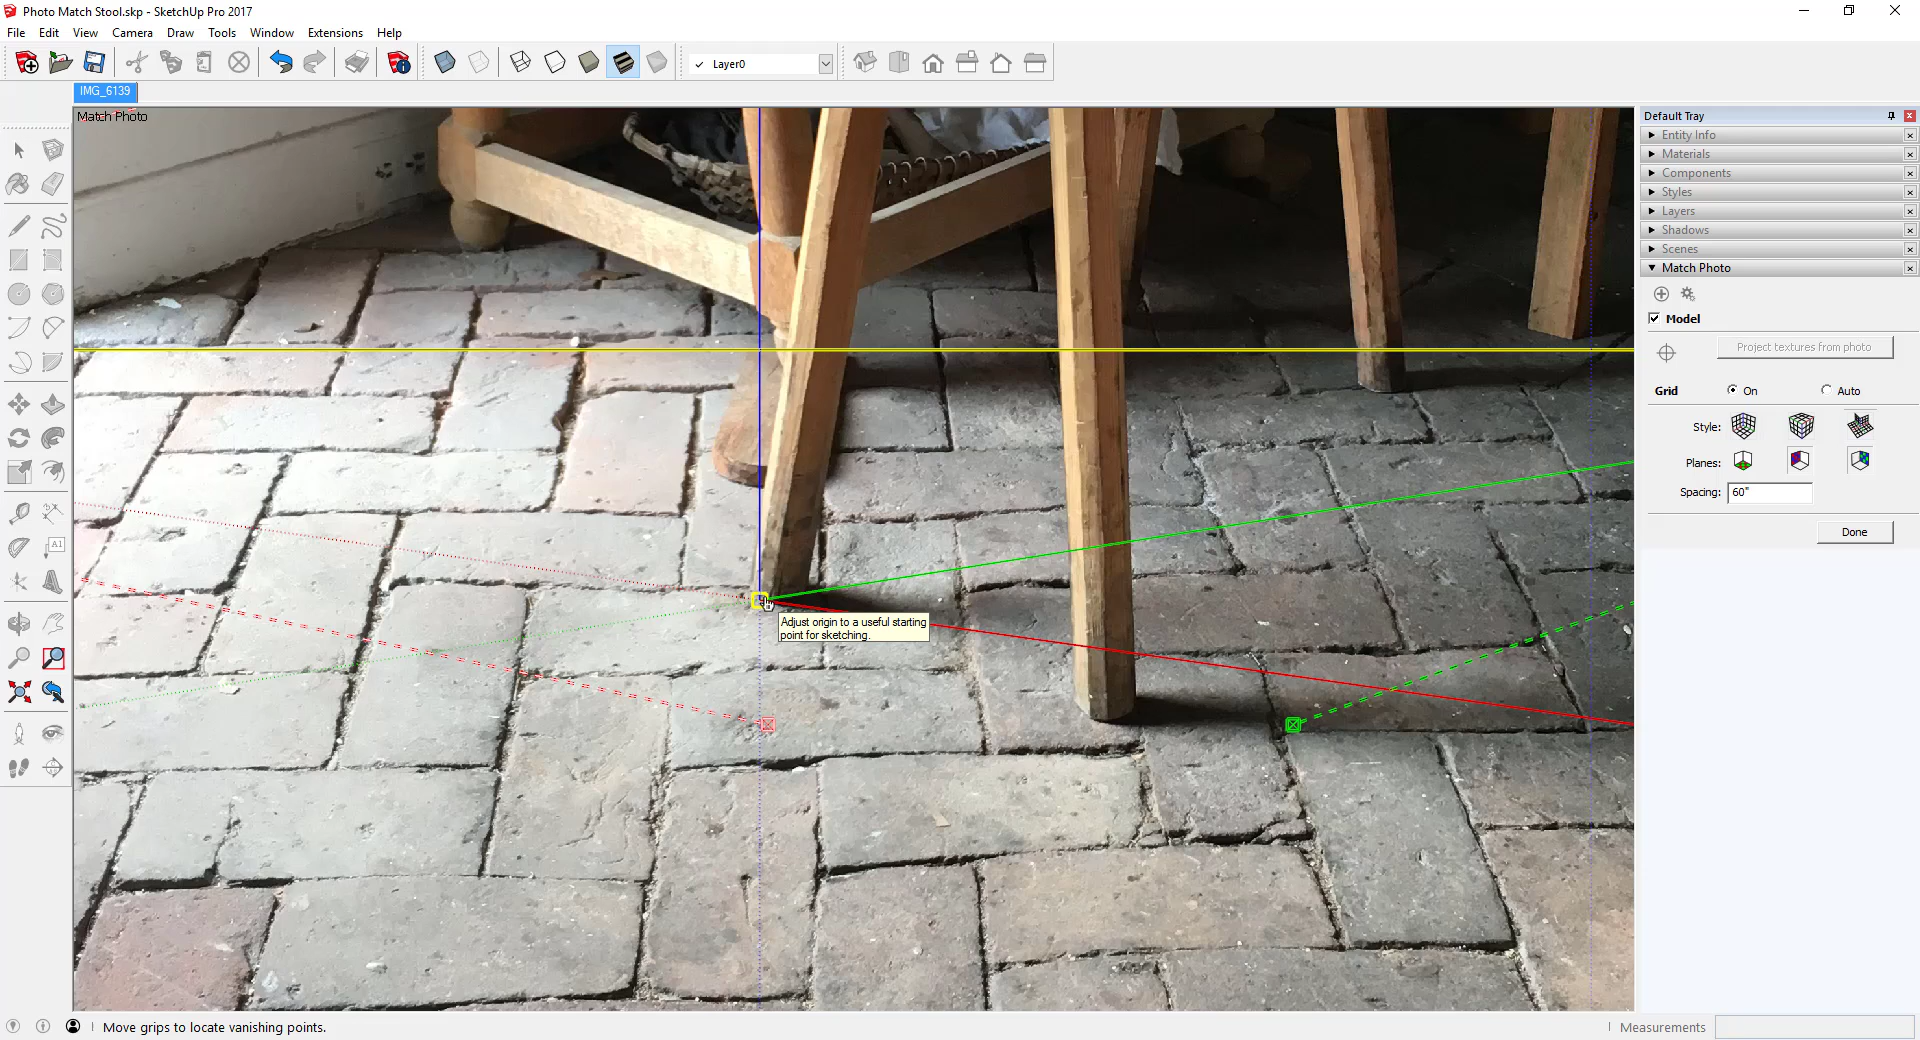 Photo Match Stool.skp - SketchUp Pro 2017
File Edit View Camera Draw Tools Window Extensions Help
Layer0
IMG_6139
Match Photo
Default Tray
Entity Info
Materials
Components
Styles
Layers
Shadows
Scenes
Match Photo
Model
Project textures from photo
Grid On Auto
Style:
Planes:
Spacing: 60"
Done
A1
Adjust origin to a useful starting
point for sketching.
Move grips to locate vanishing points.
Measurements